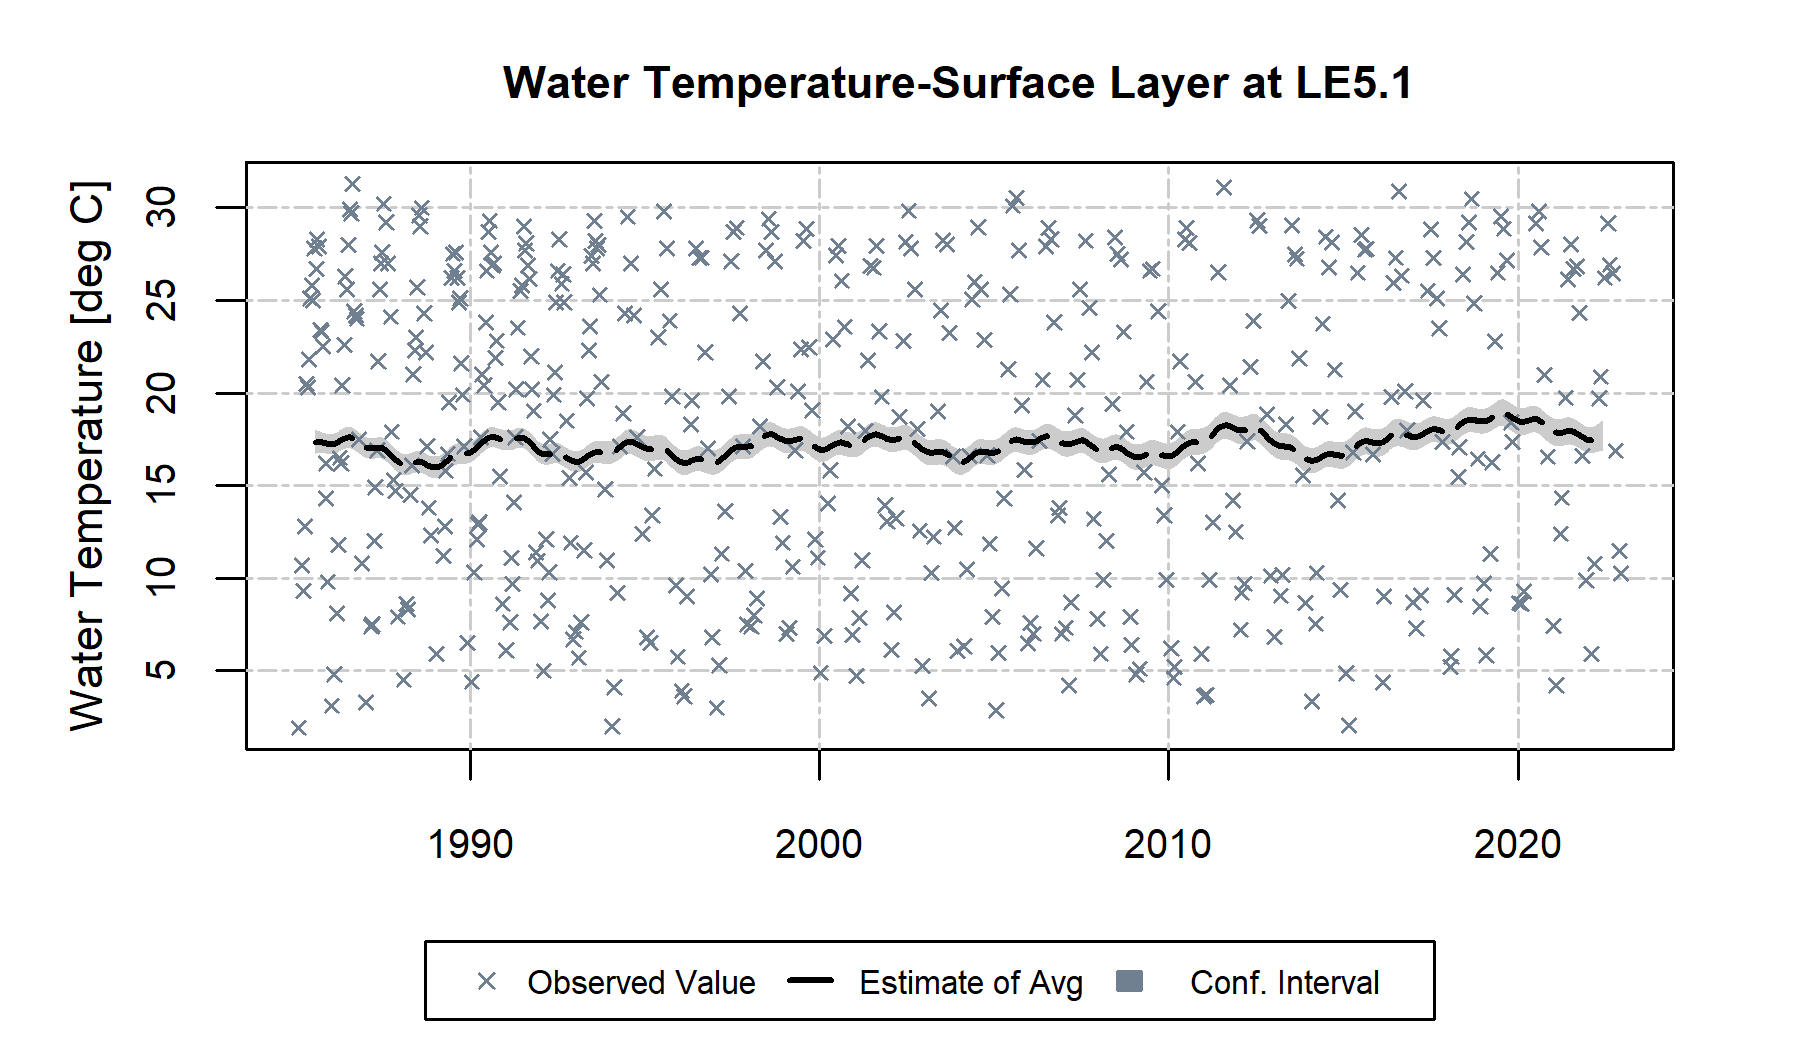 Water Temperature-Surface Layer at LE5.1
Water Temperature [deg C]
30
25
20
15
10
5
1990 2000 2010 2020
Observed Value Estimate of Avg Conf. Interval